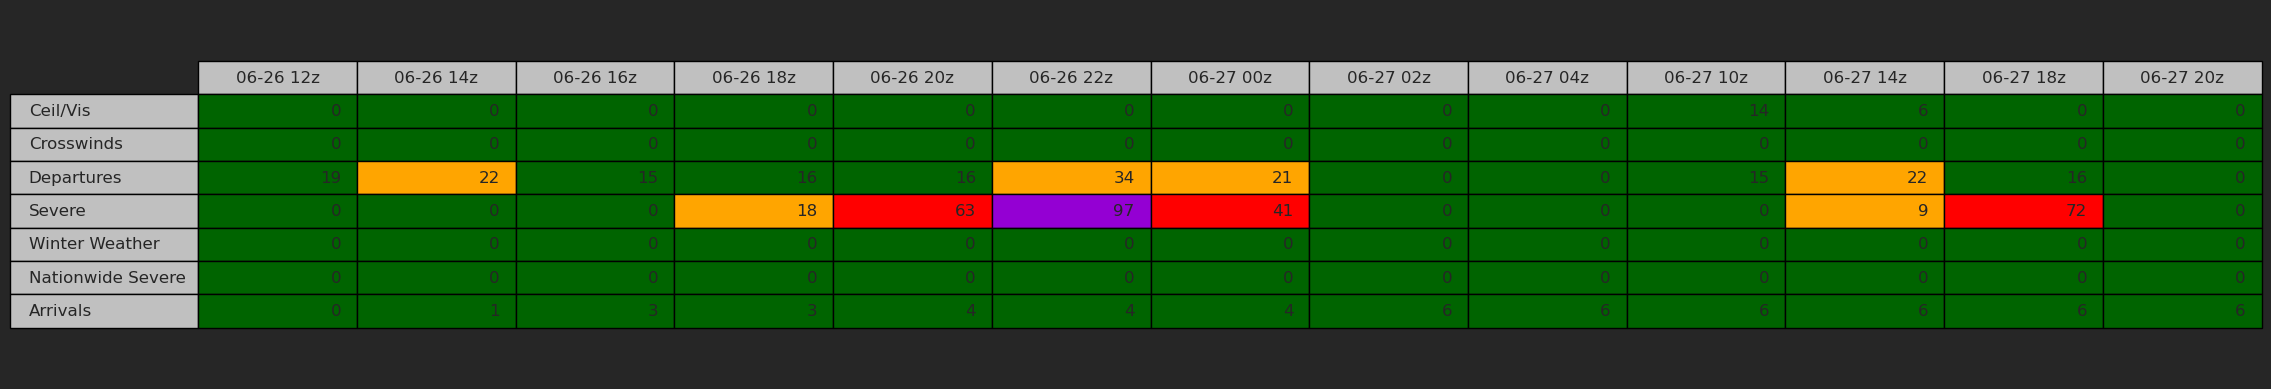 06-26 12z 06-26 14z 06-26 16z 06-26 18z 06-26 20z 06-26 22z 06-27 00z 06-27 02z 06-27 04z 06-27 10z 06-27 14z 06-27 18z 06-27 20z
Ceil/Vis 0 0 0 0 0 0 0 0 0 14 6 0 0
Crosswinds 0 0 0 0 0 0 0 0 0 0 0 0 0
Departures 19 22 15 16 16 34 21 0 0 15 22 16 0
Severe 0 0 0 18 63 97 41 0 0 0 9 72 0
Winter Weather 0 0 0 0 0 0 0 0 0 0 0 0 0
Nationwide Severe 0 0 0 0 0 0 0 0 0 0 0 0 0
Arrivals 0 1 3 3 4 4 4 6 6 6 6 6 6